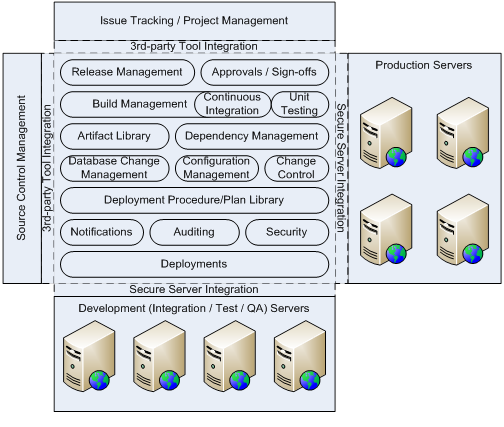 Issue Tracking / Project Management
3rd-party Tool Integration
Source Control Management
3rd-party Tool Integration
Release Management
Approvals / Sign-offs
Build Management
Continuous
Integration
Unit
Testing
Artifact Library
Dependency Management
Database Change
Management
Configuration
Management
Change
Control
Deployment Procedure/Plan Library
Notifications
Auditing
Security
Deployments
Secure Server Integration
Production Servers
Secure Server Integration
Development (Integration / Test / QA) Servers